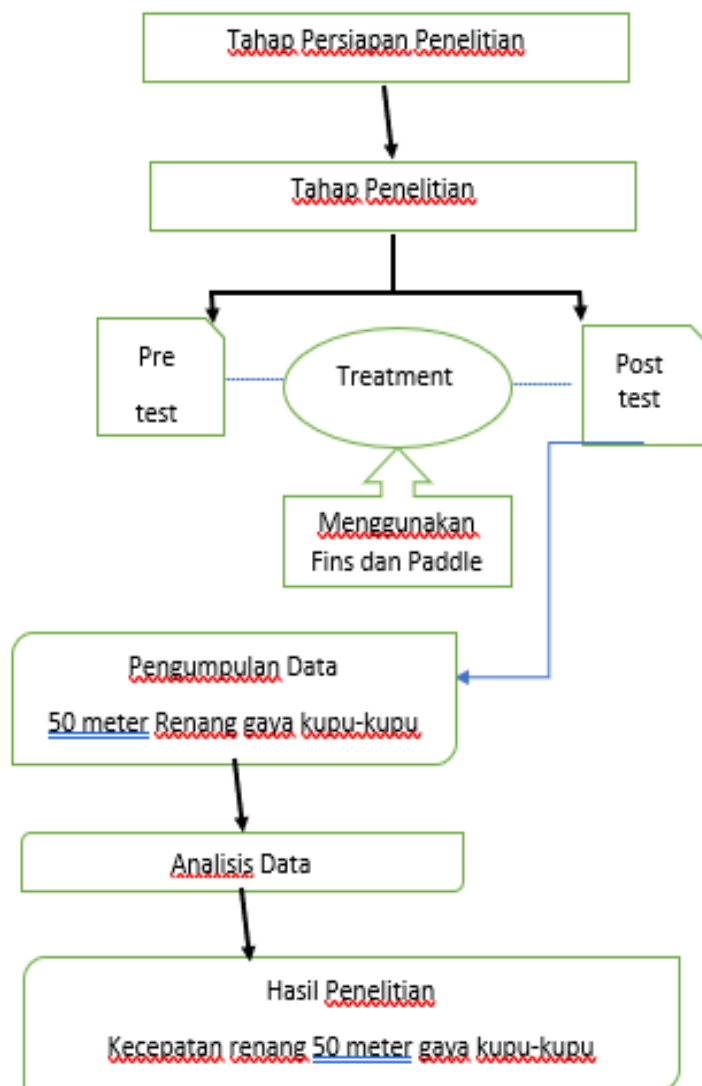 Tahap Persiapan Penelitian
Tahap Penelitian
Pre
test
Treatment
Post
test
Menggunakan
Fins dan Paddle
Pengumpulan Data
50 meter Renang gaya kupu-kupu
Analisis Data
Hasil Penelitian
Kecepatan renang 50 meter gaya kupu-kupu